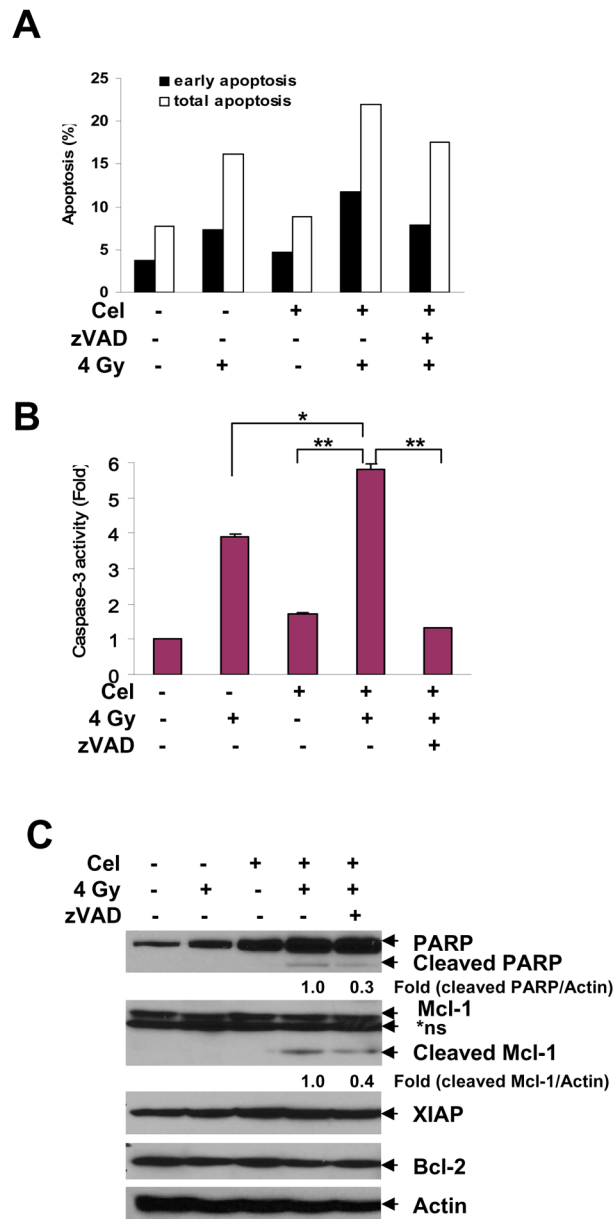 A
■ early apoptosis
□ total apoptosis
Apoptosis (%)
25
20
15
10
5
0
Cel - - + + +
zVAD +
4 Gy - + - + +
B
* 
** **
Caspase-3 activity (Fold)
6
5
4
3
2
1
0
Cel - - + + +
4 Gy - + - + +
zVAD - - - - +
C
Cel - - + + +
4 Gy - + - + +
zVAD - - - - +
PARP
Cleaved PARP
1.0 0.3 Fold (cleaved PARP/Actin)
Mcl-1
*ns
Cleaved Mcl-1
1.0 0.4 Fold (cleaved Mcl-1/Actin)
XIAP
Bcl-2
Actin